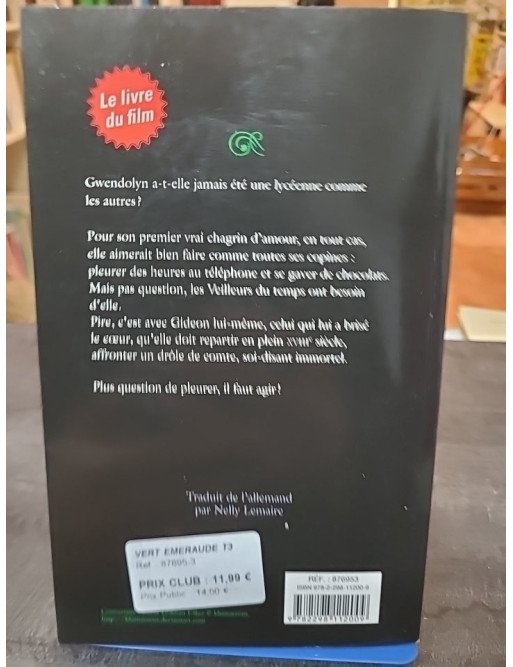 Le livre
du film
Gwendolyn a-t-elle jamais été une lycéenne comme
les autres ?
Pour son premier vrai chagrin d'amour, en tout cas,
elle aimerait bien faire comme toutes ses copines :
pleurer des heures au téléphone et se gaver de chocolats.
Mais pas question, les Veilleurs du temps ont besoin
d'elle.
Pire, c'est avec Gideon lui-même, celui qui lui a brisé
le cœur, qu'elle doit repartir en plein XVIIIe siècle,
affronter un drôle de comte, soi-disant immortel.
Plus question de pleurer, il faut agir !
Traduit de l'allemand
par Nelly Lemaire
VERT EMERAUDE T3
Réf : 87695-3
PRIX CLUB : 11,99 €
Prix Public : 14,00 €
RÉF. : 876953
ISBN 978-2-298-11200-9
9782298112009